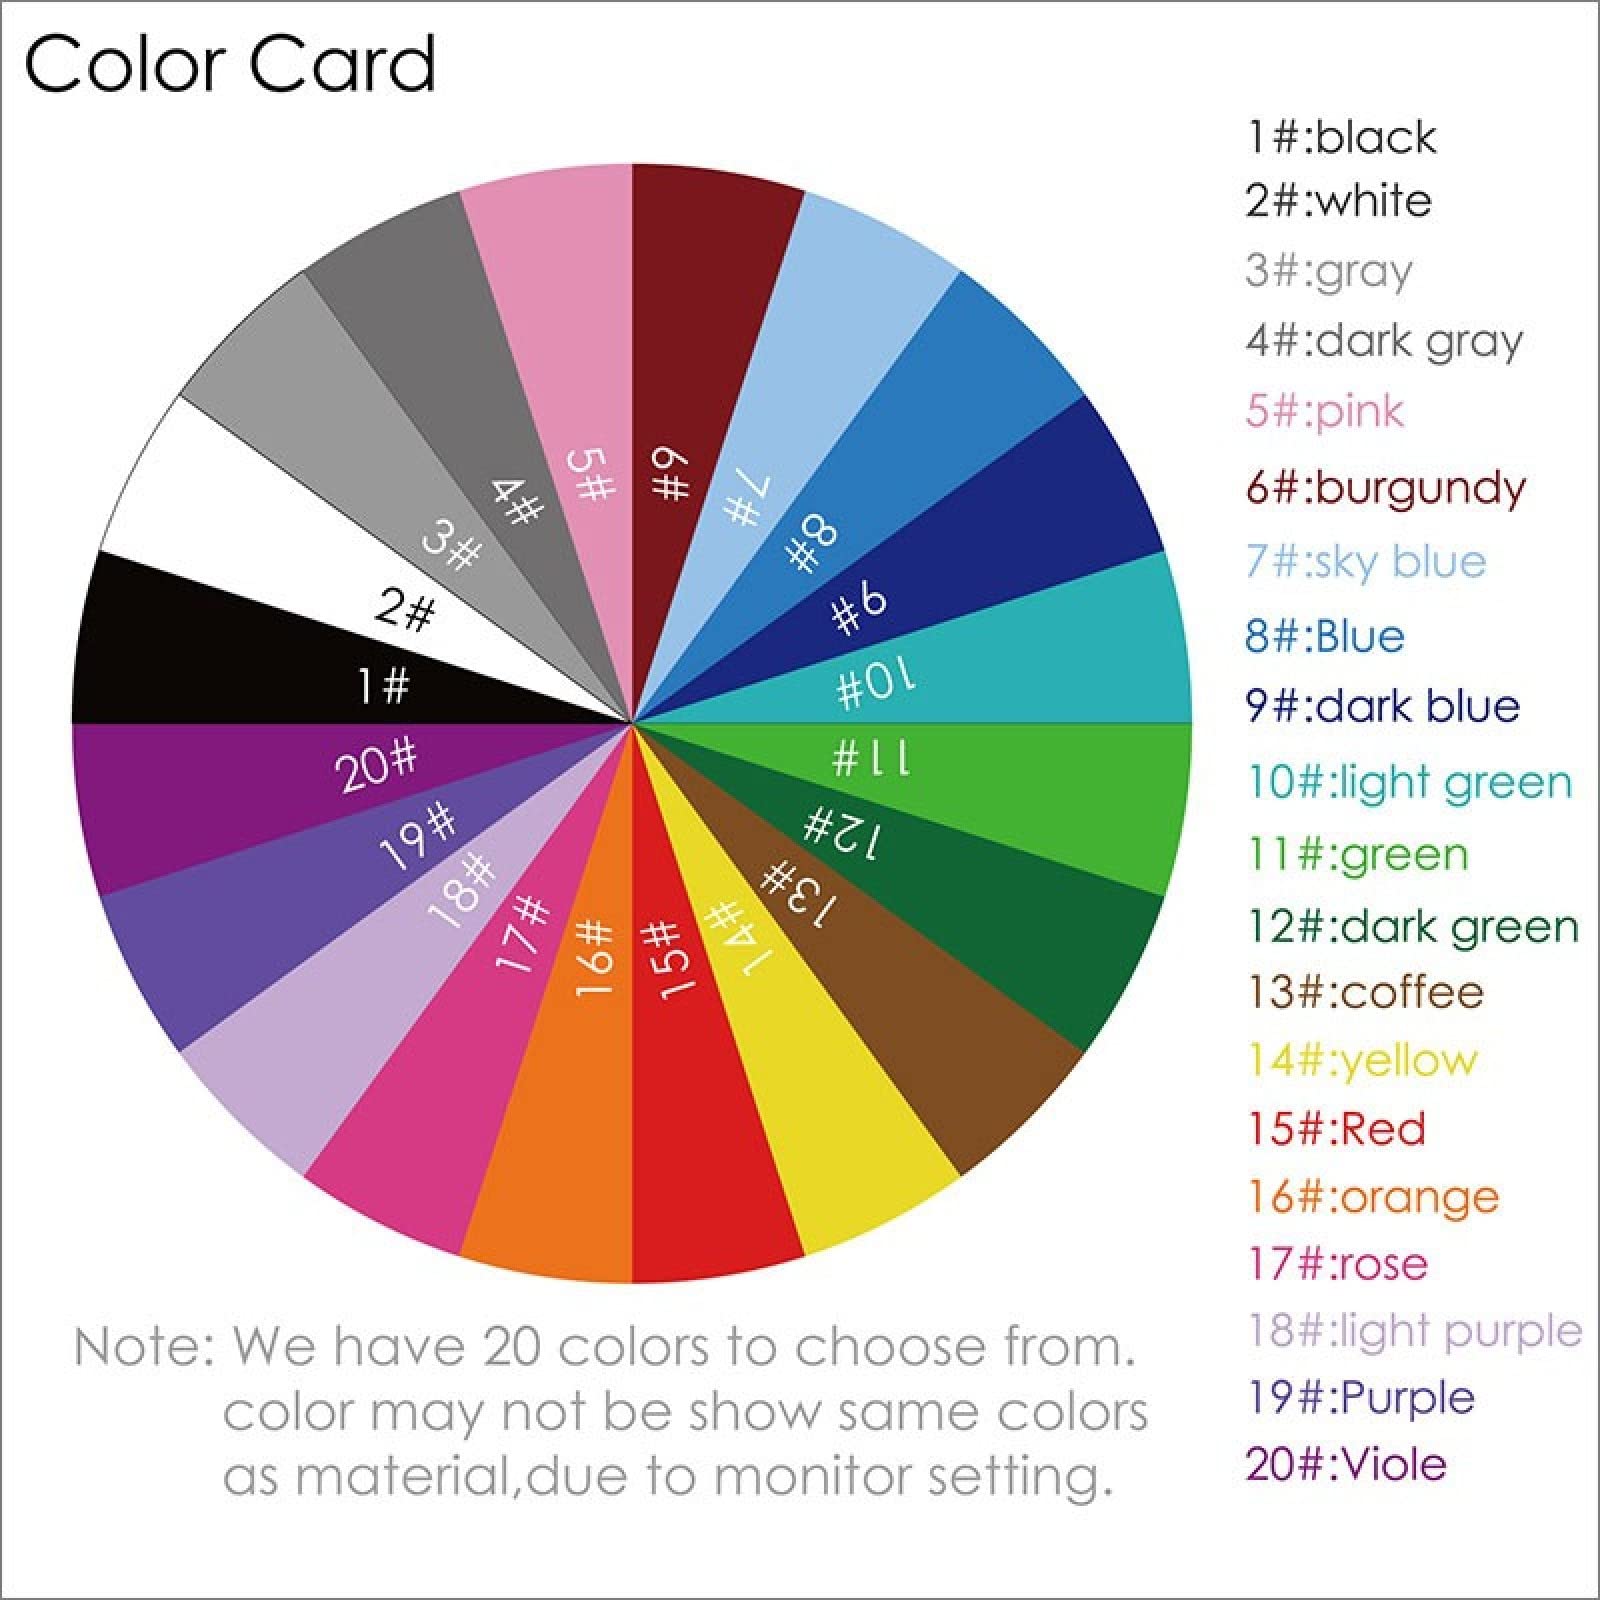 Color Card
1#:black
2#:white
3#:gray
4#:dark gray
5#:pink
6#:burgundy
7#:sky blue
8#:Blue
9#:dark blue
10#:light green
11#:green
12#:dark green
13#:coffee
14#:yellow
15#:Red
16#:orange
17#:rose
18#:light purple
19#:Purple
20#:Viole
1#
2#
3#
4#
5#
6#
7#
8#
9#
10#
11#
12#
13#
14#
15#
16#
17#
18#
19#
20#
Note: We have 20 colors to choose from.
color may not be show same colors
as material,due to monitor setting.